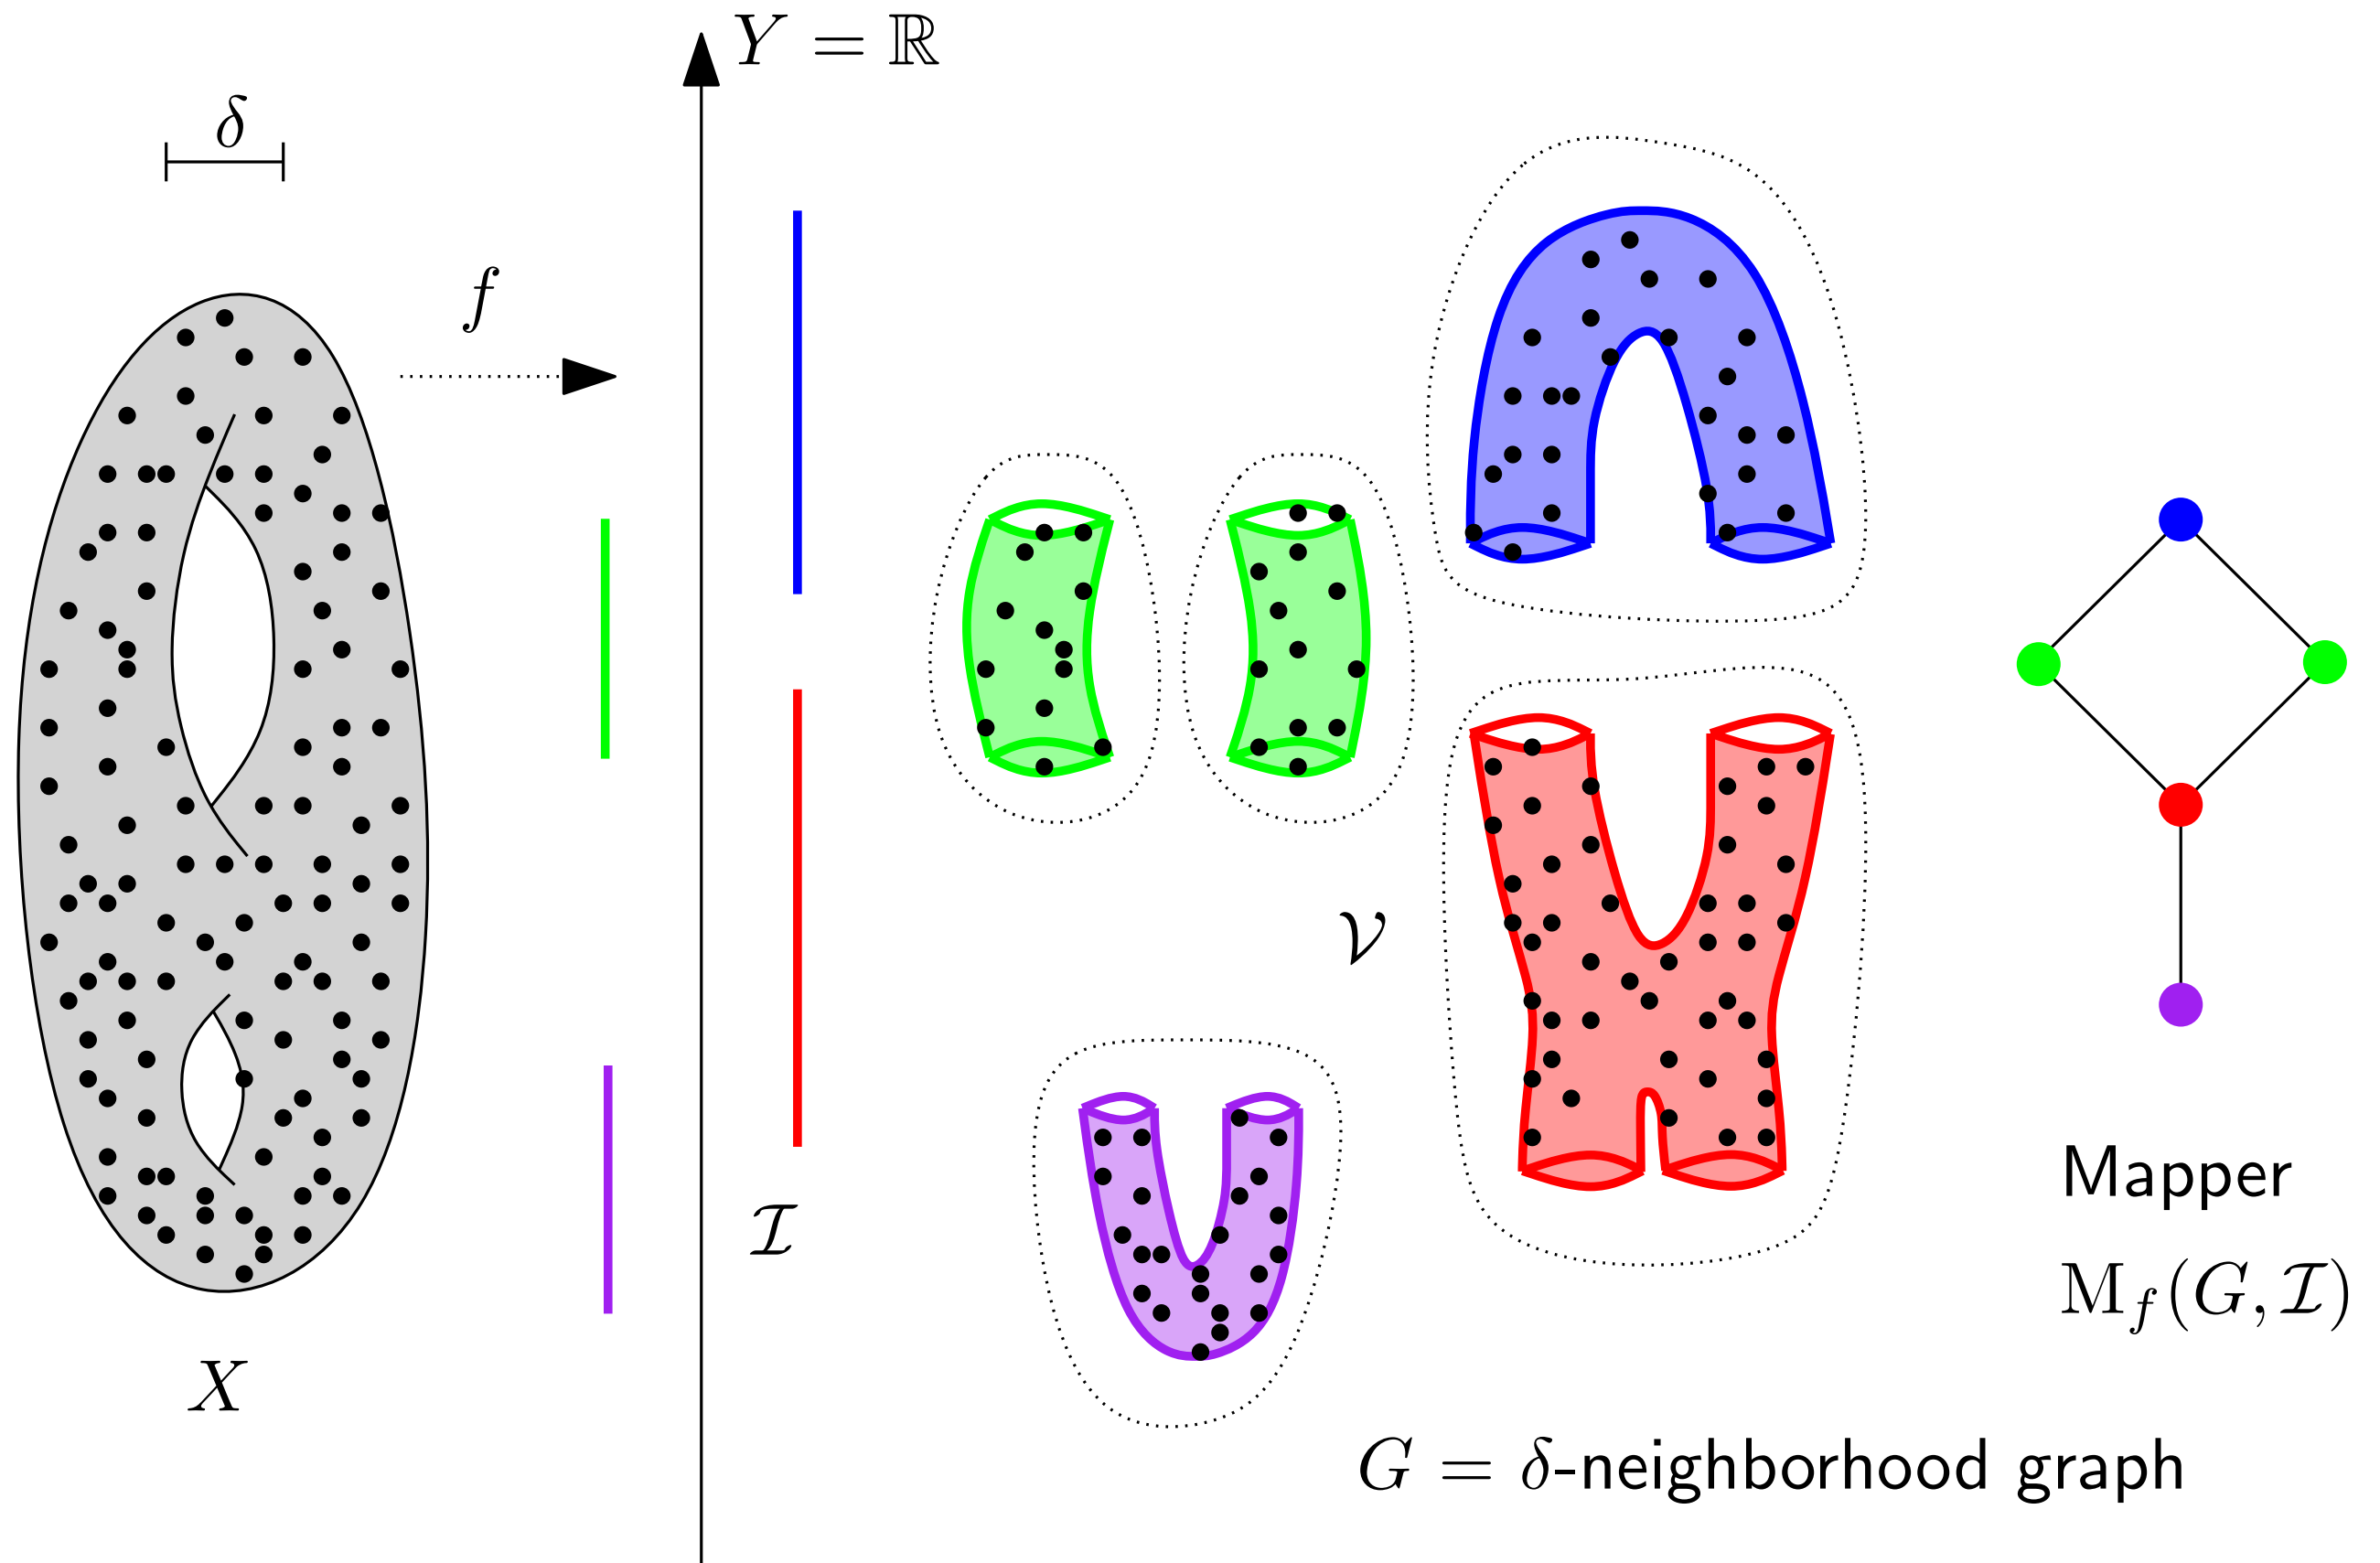 δ
Y = ℝ
f
𝒱
ℐ
X
Mapper
M_f(G, ℐ)
G = δ-neighborhood graph